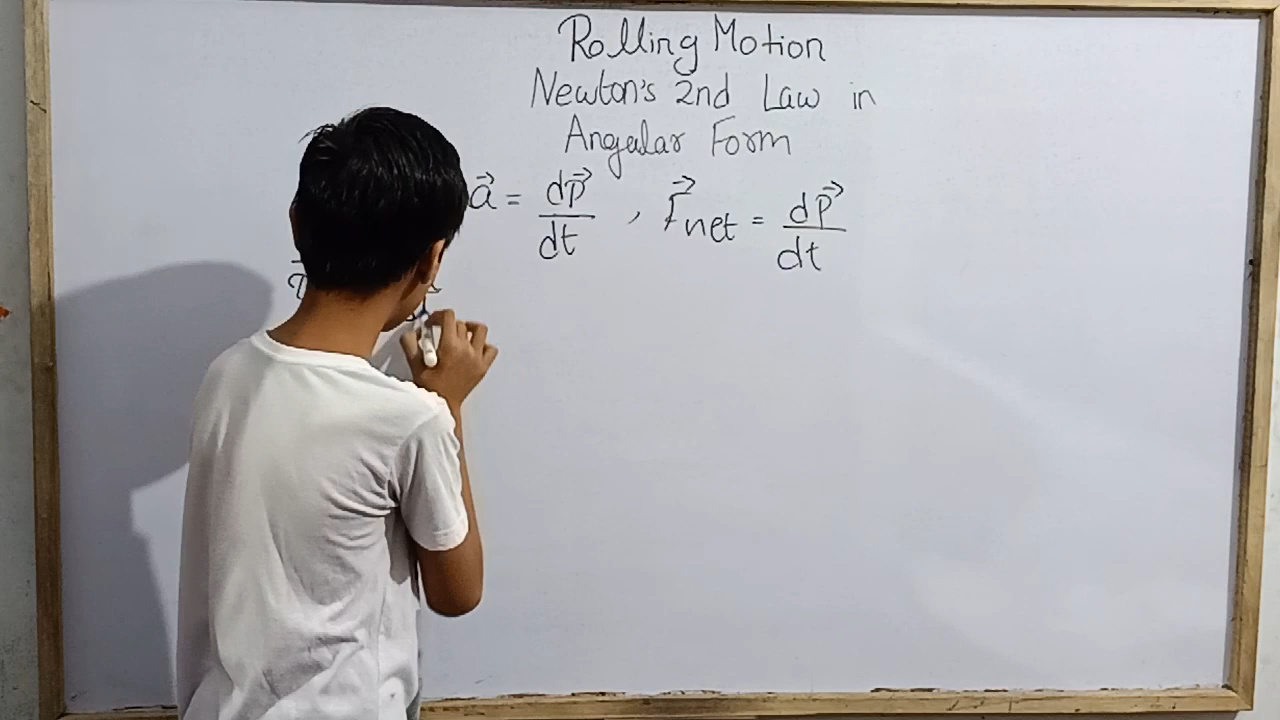 Rolling Motion
Newton's 2nd Law in
Angular Form
a⃗ = dp⃗/dt , F⃗net = dp⃗/dt